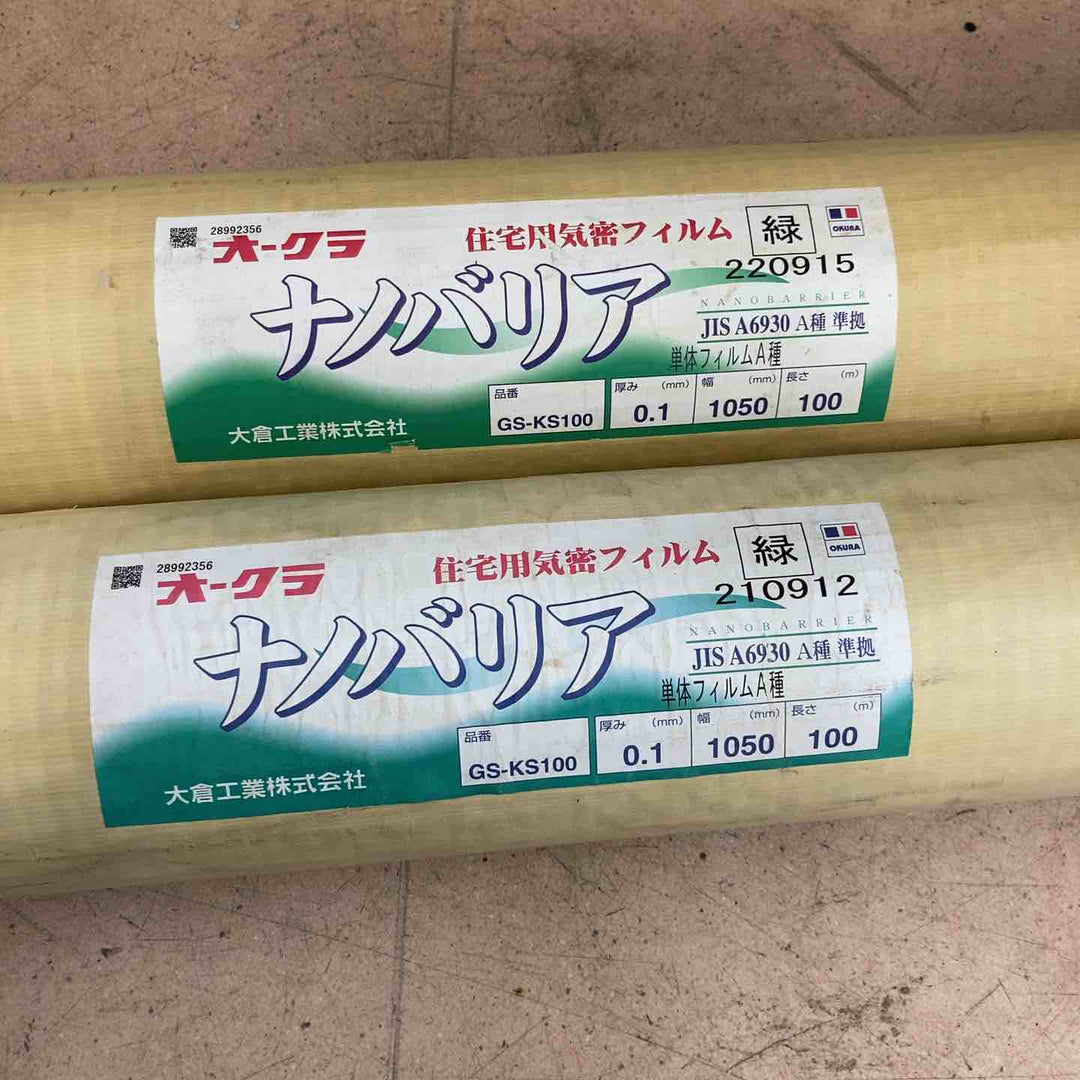 28992356
オークラ
住宅用気密フィルム
緑
OKURA
220915
ナノバリア
NANOBARRIER
JIS A6930 A種 準拠
単体フィルムA種
品番
GS-KS100
厚み (mm)
0.1
幅 (mm)
1050
長さ (m)
100
大倉工業株式会社
28992356
オークラ
住宅用気密フィルム
緑
OKURA
210912
ナノバリア
NANOBARRIER
JIS A6930 A種 準拠
単体フィルムA種
品番
GS-KS100
厚み (mm)
0.1
幅 (mm)
1050
長さ (m)
100
大倉工業株式会社